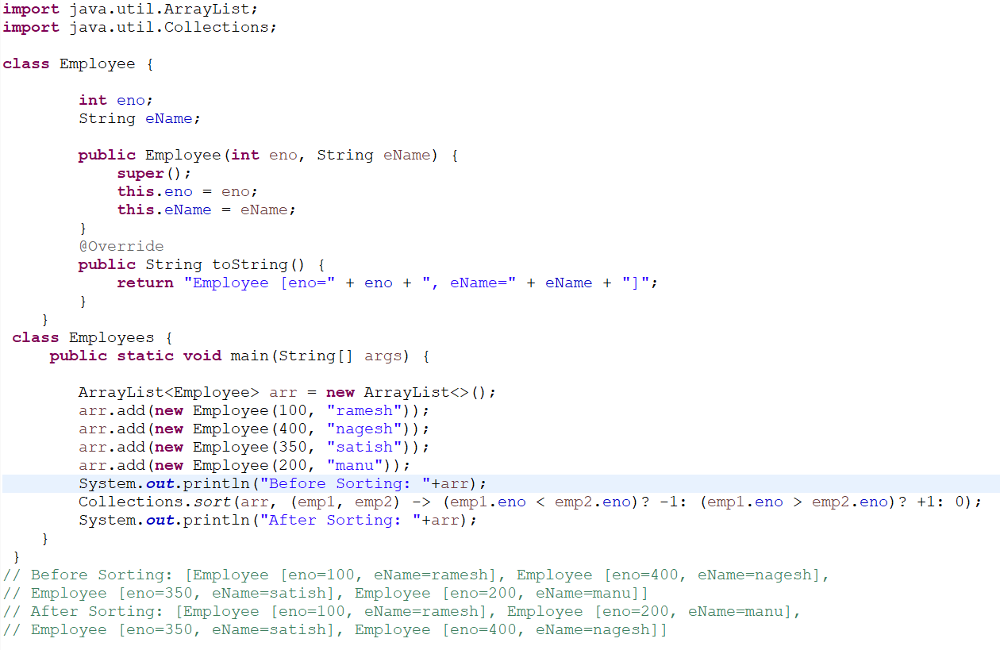 import java.util.ArrayList;
import java.util.Collections;
class Employee {
int eno;
String eName;
public Employee(int eno, String eName) {
super();
this.eno = eno;
this.eName = eName;
}
@Override
public String toString() {
return "Employee [eno=" + eno + ", eName=" + eName + "]";
}
}
class Employees {
public static void main(String[] args) {
ArrayList<Employee> arr = new ArrayList<>();
arr.add(new Employee(100, "ramesh"));
arr.add(new Employee(400, "nagesh"));
arr.add(new Employee(350, "satish"));
arr.add(new Employee(200, "manu"));
System.out.println("Before Sorting: "+arr);
Collections.sort(arr, (emp1, emp2) -> (emp1.eno < emp2.eno)? -1: (emp1.eno > emp2.eno)? +1: 0);
System.out.println("After Sorting: "+arr);
}
}
// Before Sorting: [Employee [eno=100, eName=ramesh], Employee [eno=400, eName=nagesh],
// Employee [eno=350, eName=satish], Employee [eno=200, eName=manu]]
// After Sorting: [Employee [eno=100, eName=ramesh], Employee [eno=200, eName=manu],
// Employee [eno=350, eName=satish], Employee [eno=400, eName=nagesh]]